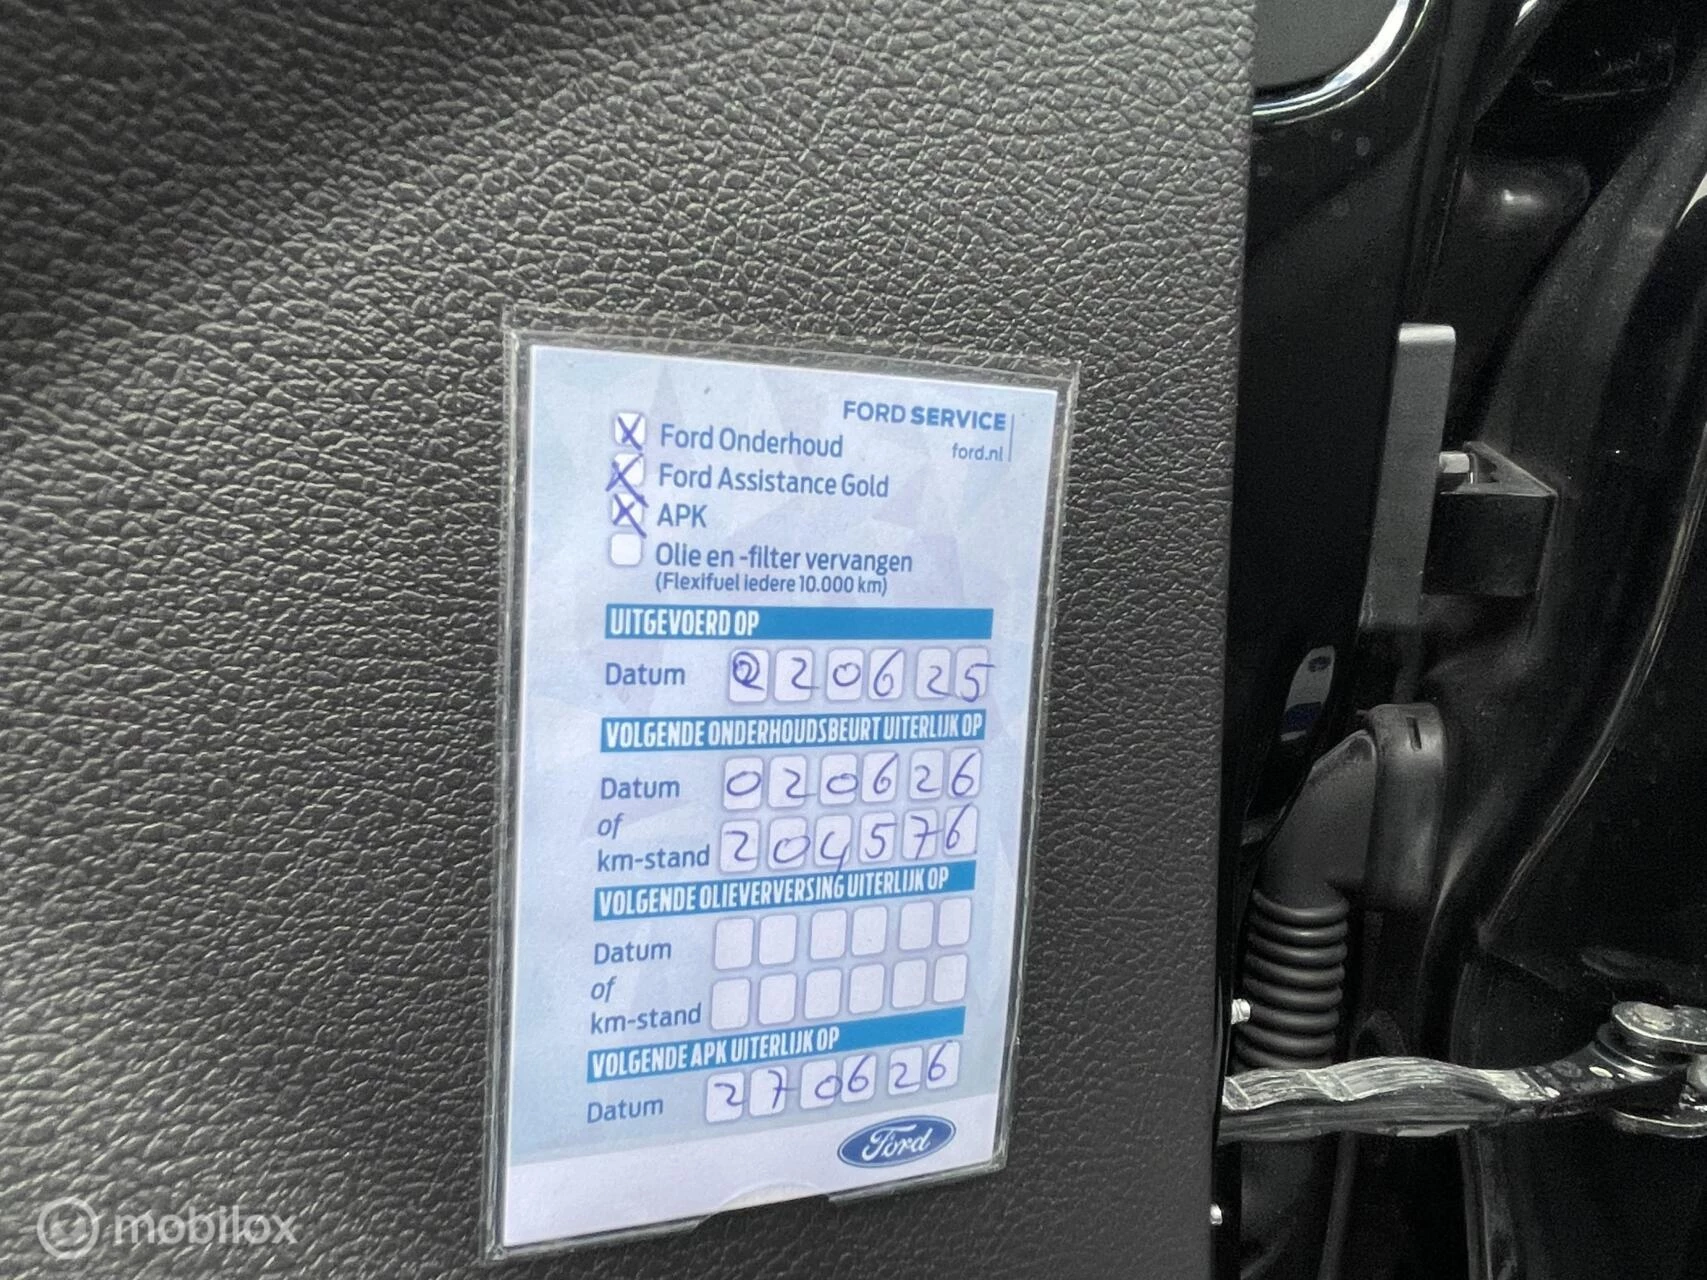 FORD SERVICE
ford.nl
X Ford Onderhoud
X Ford Assistance Gold
X APK
Olie en -filter vervangen
(Flexifuel iedere 10.000 km)
UITGEVOERD OP
Datum 20625
VOLGENDE ONDERHOUDSBEURT UITERLIJK OP
Datum 020626
of
km-stand 204576
VOLGENDE OLIEVERVERSING UITERLIJK OP
Datum
of
km-stand
VOLGENDE APK UITERLIJK OP
Datum 270626
Ford
mobilox